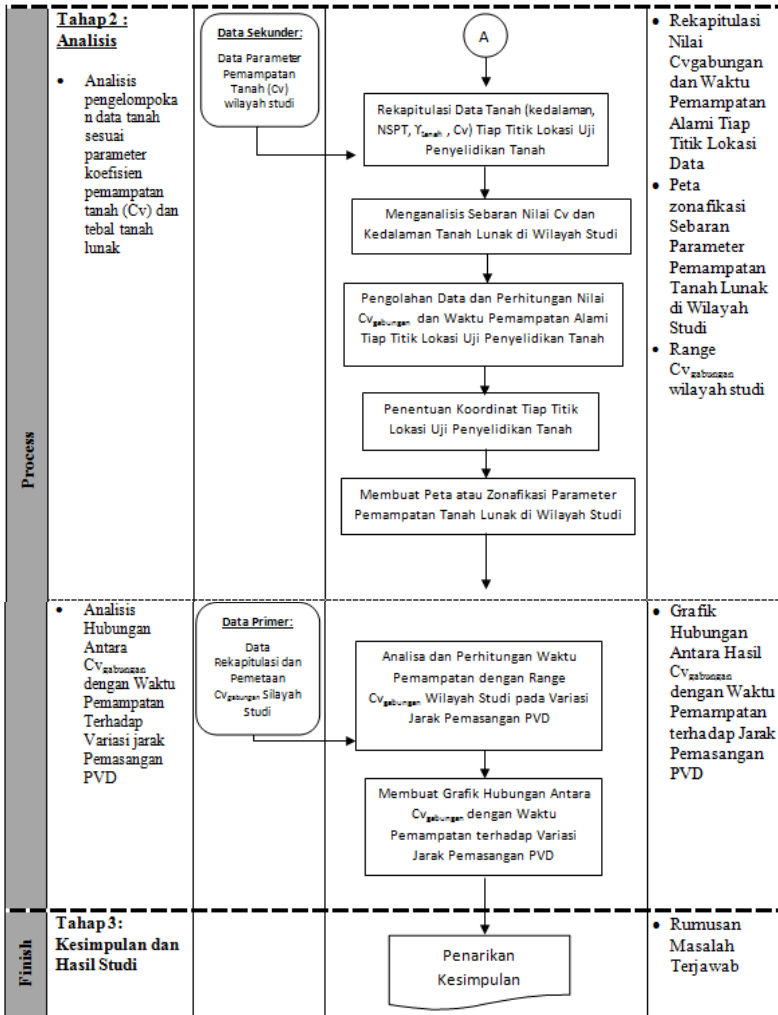 Tahap 2 :
Analisis
• Analisis
pengelompoka
n data tanah
sesuai
parameter
koefisien
pemampatan
tanah (Cv) dan
tebal tanah
lunak
Data Sekunder:
Data Parameter
Pemampatan
Tanah (Cv)
wilayah studi
A
Rekapitulasi Data Tanah (kedalaman,
NSPT, ϒtanah , Cv) Tiap Titik Lokasi Uji
Penyelidikan Tanah
Menganalisis Sebaran Nilai Cv dan
Kedalaman Tanah Lunak di Wilayah Studi
Pengolahan Data dan Perhitungan Nilai
Cvgabungan dan Waktu Pemampatan Alami
Tiap Titik Lokasi Uji Penyelidikan Tanah
Penentuan Koordinat Tiap Titik
Lokasi Uji Penyelidikan Tanah
Membuat Peta atau Zonafikasi Parameter
Pemampatan Tanah Lunak di Wilayah Studi
• Rekapitulasi
Nilai
Cvgabungan
dan Waktu
Pemampatan
Alami Tiap
Titik Lokasi
Data
• Peta
zonafikasi
Sebaran
Parameter
Pemampatan
Tanah Lunak
di Wilayah
Studi
• Range
Cvgabungan
wilayah studi
Process
• Analisis
Hubungan
Antara
Cvgabungan
dengan Waktu
Pemampatan
Terhadap
Variasi jarak
Pemasangan
PVD
Data Primer:
Data
Rekapitulasi dan
Pemetaan
Cvgabungan Silayah
Studi
Analisa dan Perhitungan Waktu
Pemampatan dengan Range
Cvgabungan Wilayah Studi pada Variasi
Jarak Pemasangan PVD
Membuat Grafik Hubungan Antara
Cvgabungan dengan Waktu
Pemampatan terhadap Variasi
Jarak Pemasangan PVD
• Grafik
Hubungan
Antara Hasil
Cvgabungan
dengan Waktu
Pemampatan
terhadap Jarak
Pemasangan
PVD
Finish
Tahap 3:
Kesimpulan dan
Hasil Studi
Penarikan
Kesimpulan
• Rumusan
Masalah
Terjawab